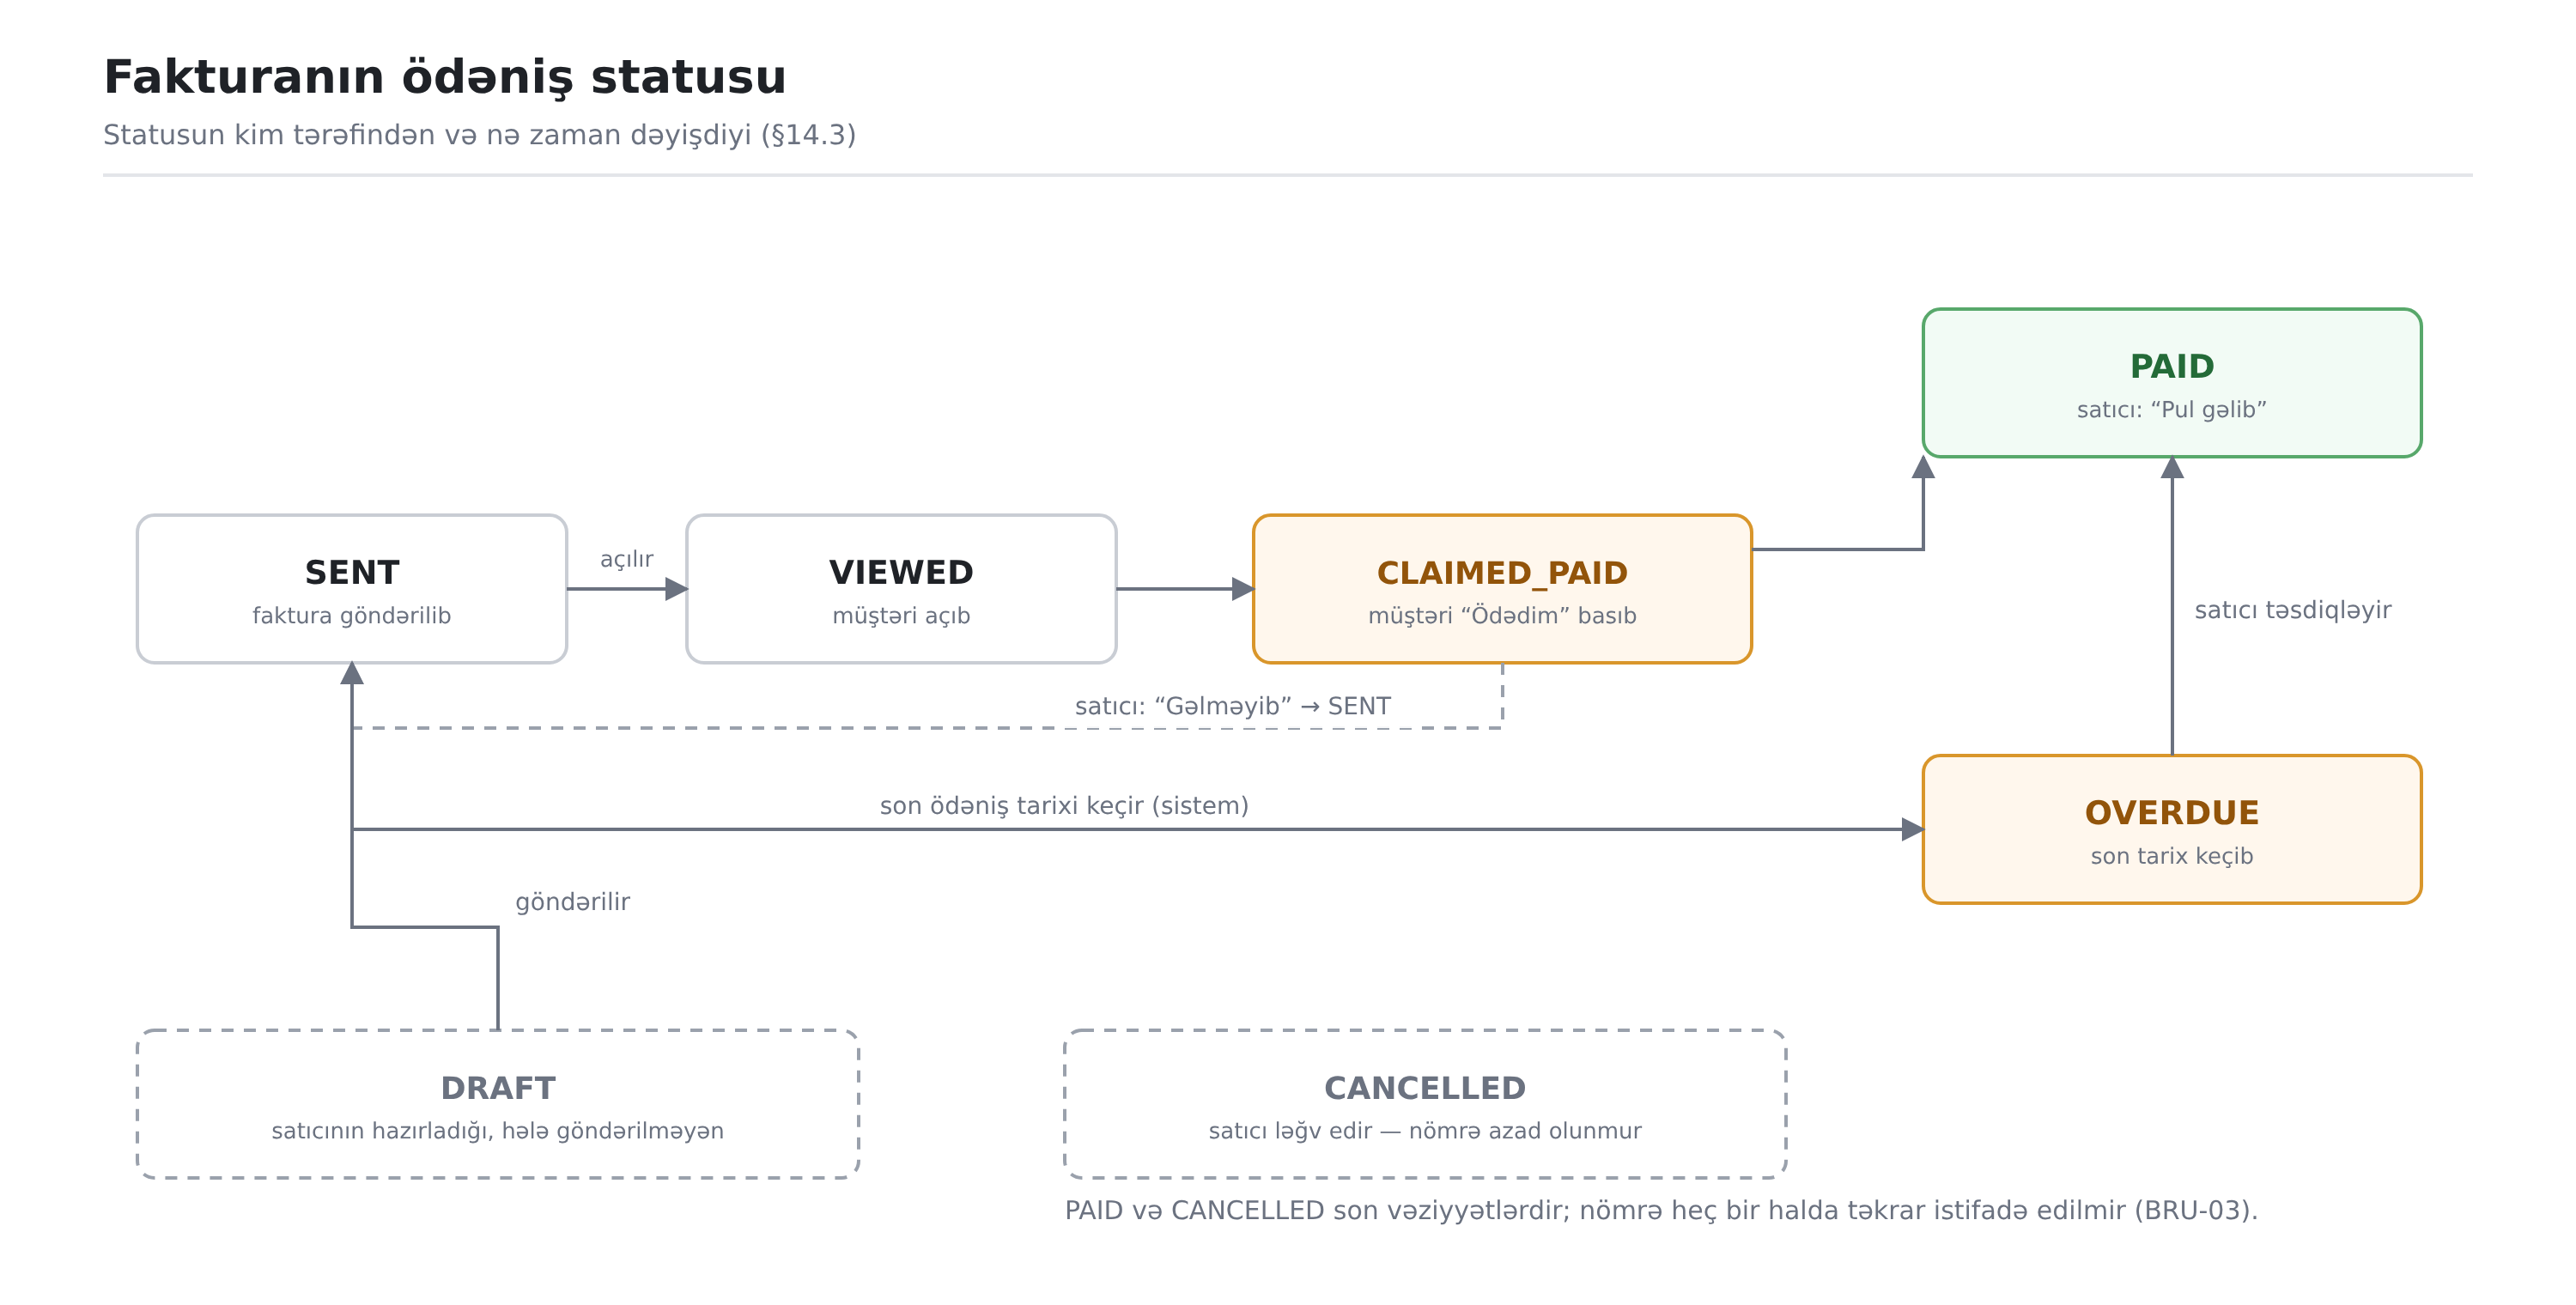 Fakturanın ödəniş statusu
Statusun kim tərəfindən və nə zaman dəyişdiyi (§14.3)
PAID
satıcı: “Pul gəlib”
SENT
faktura göndərilib
açılır
VIEWED
müştəri açıb
CLAIMED_PAID
müştəri “Ödədim” basıb
satıcı təsdiqləyir
satıcı: “Gəlməyib” → SENT
son ödəniş tarixi keçir (sistem)
OVERDUE
son tarix keçib
göndərilir
DRAFT
satıcının hazırladığı, hələ göndərilməyən
CANCELLED
satıcı ləğv edir — nömrə azad olunmur
PAID və CANCELLED son vəziyyətlərdir; nömrə heç bir halda təkrar istifadə edilmir (BRU-03).